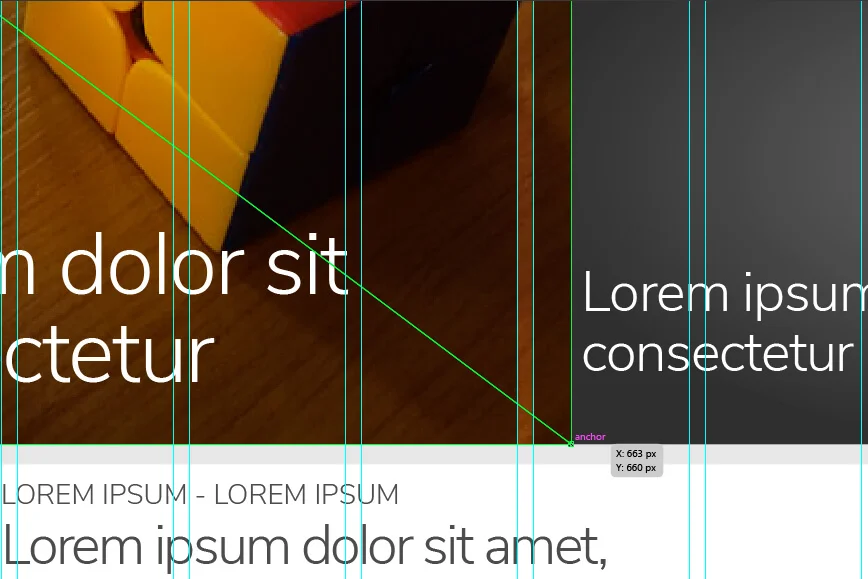 m dolor sit
ctetur
Lorem ipsum
consectetur
anchor
X: 663 px
Y: 660 px
LOREM IPSUM - LOREM IPSUM
Lorem ipsum dolor sit amet,